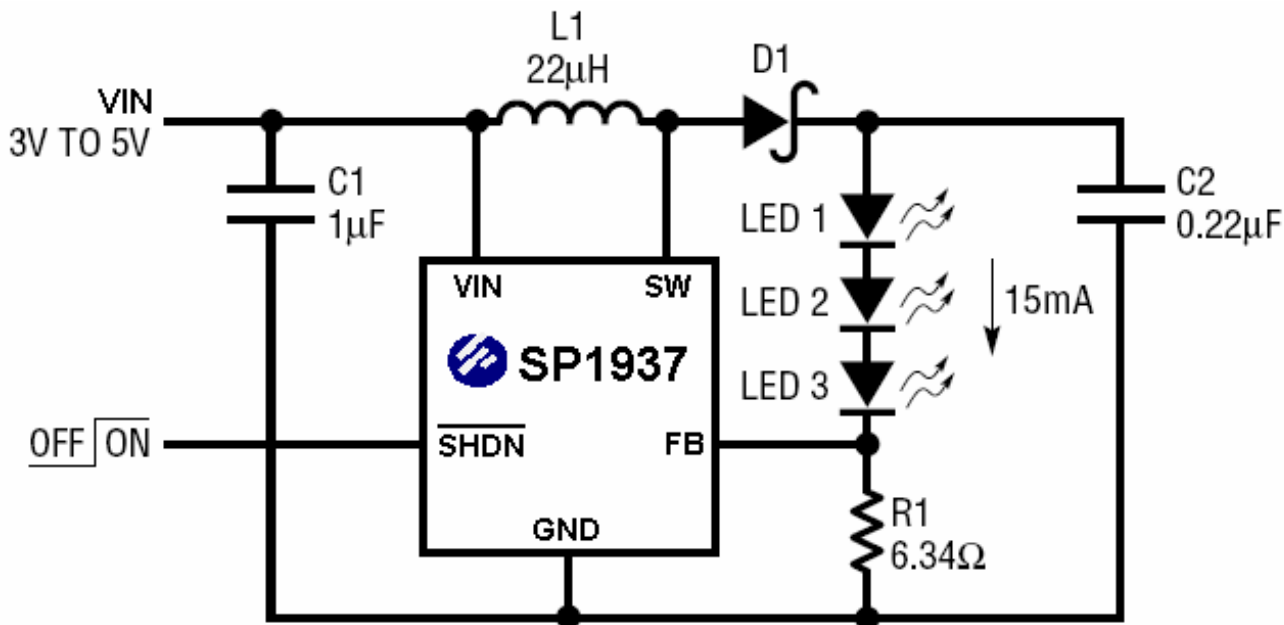 L1
22μH
D1
VIN
3V TO 5V
C1
1μF
C2
0.22μF
LED 1
LED 2
LED 3
15mA
VIN
SW
SP1937
OFF ON
SHDN
FB
GND
R1
6.34Ω